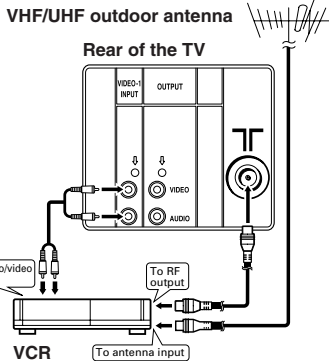 VHF/UHF outdoor antenna
Rear of the TV
VIDEO-1
INPUT
OUTPUT
VIDEO
AUDIO
To RF
output
VCR
To antenna input